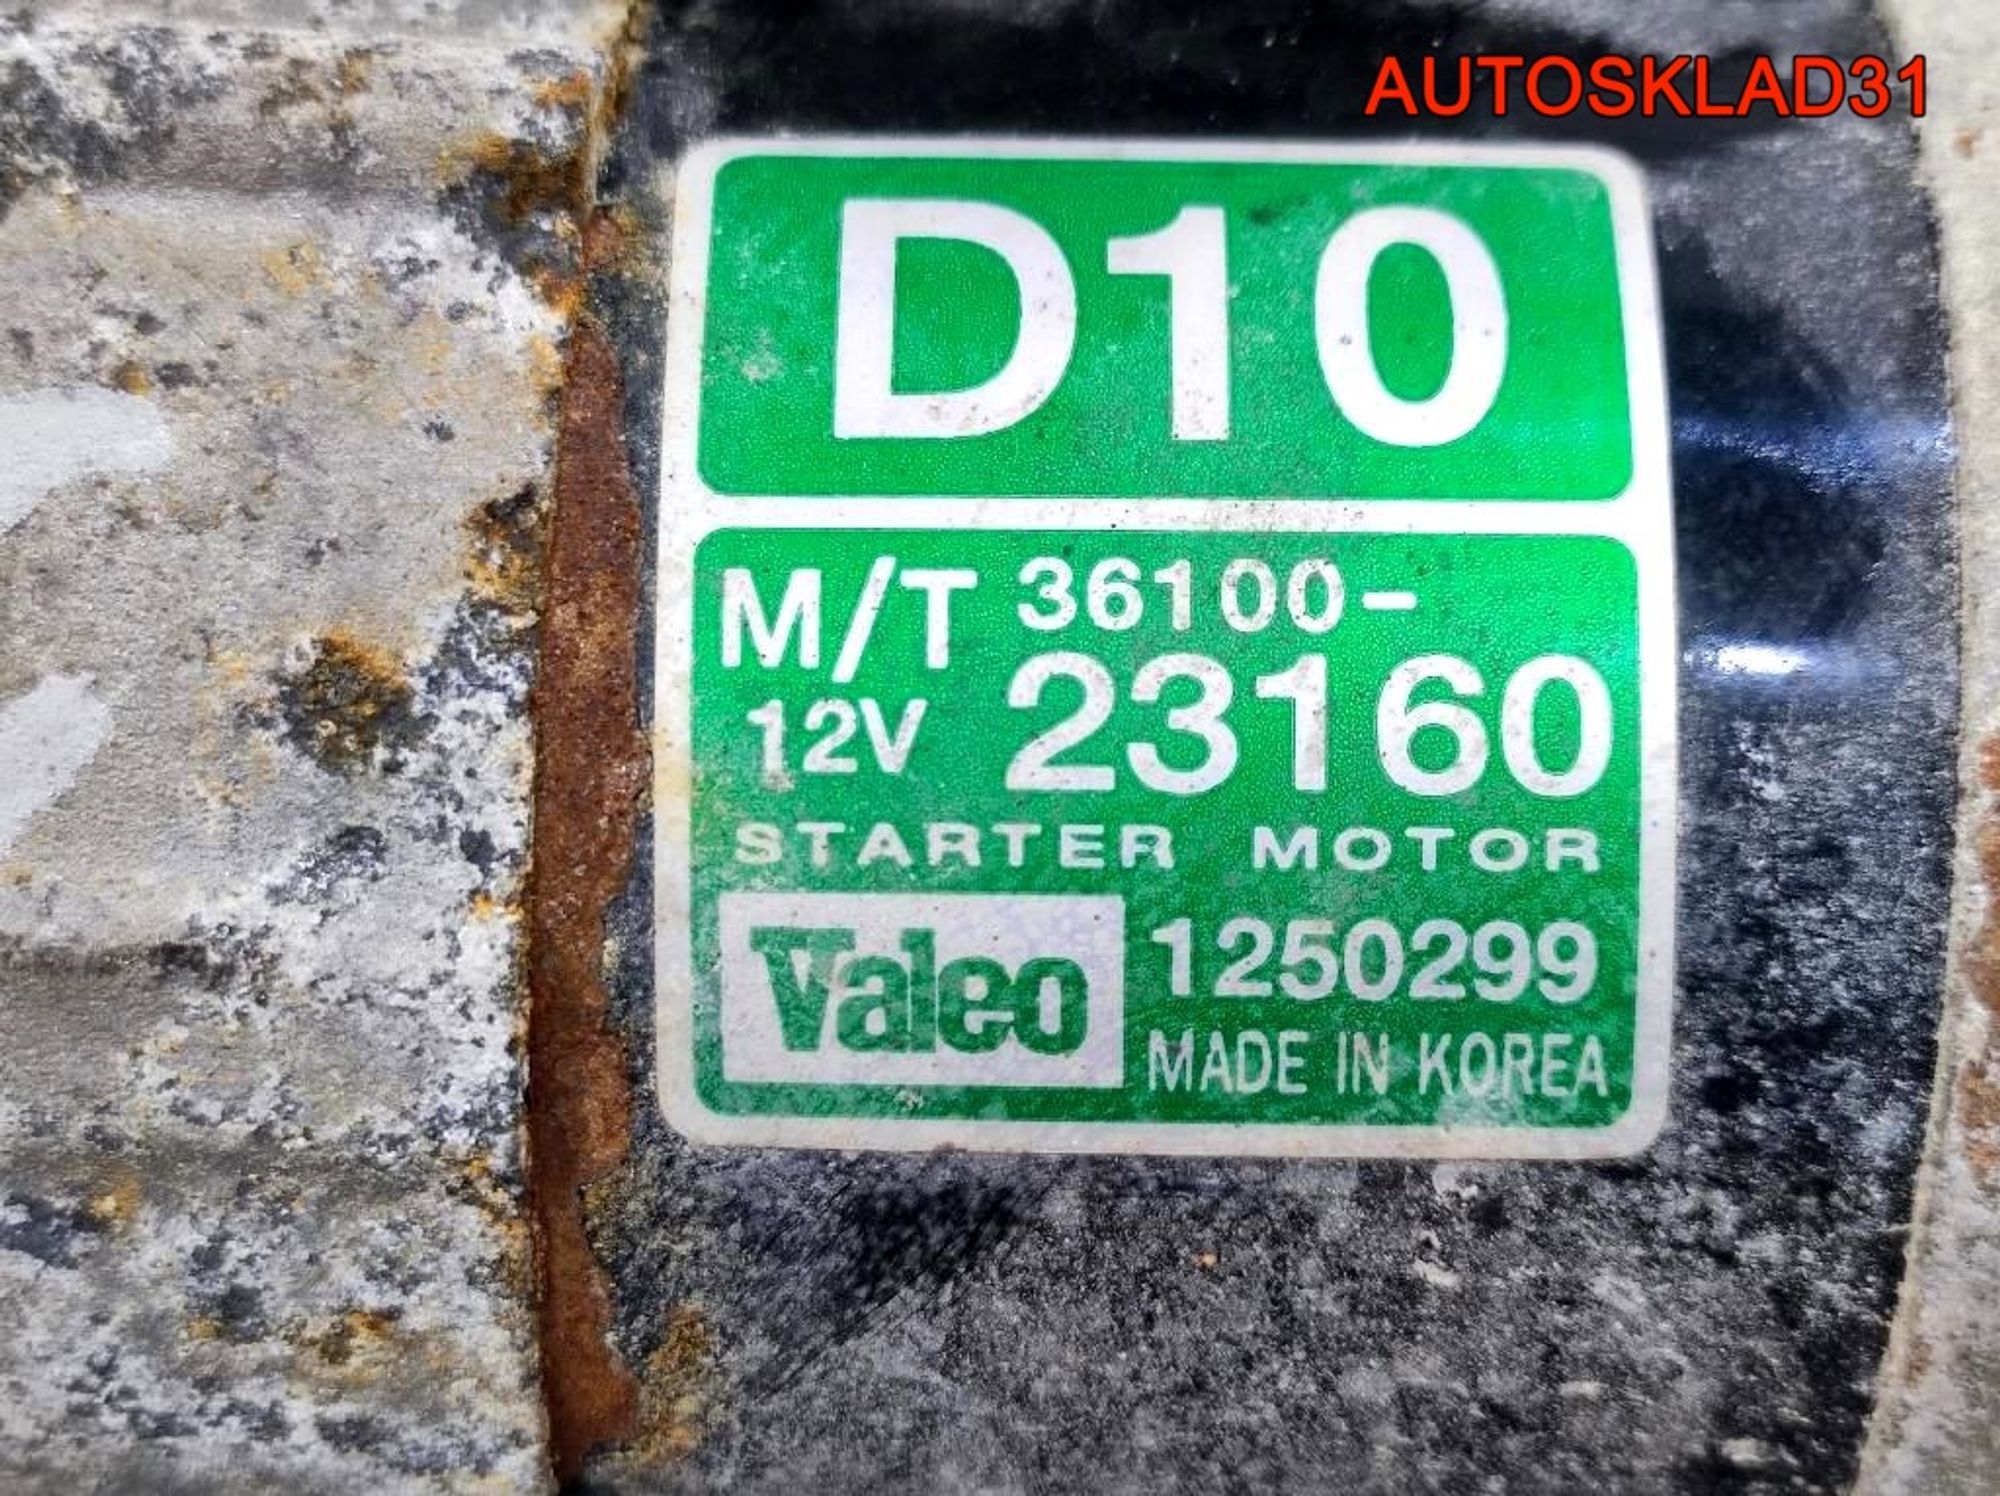 AUTOSKLAD31
D10
M/T 36100-
12V 23160
STARTER MOTOR
Valeo 1250299
MADE IN KOREA